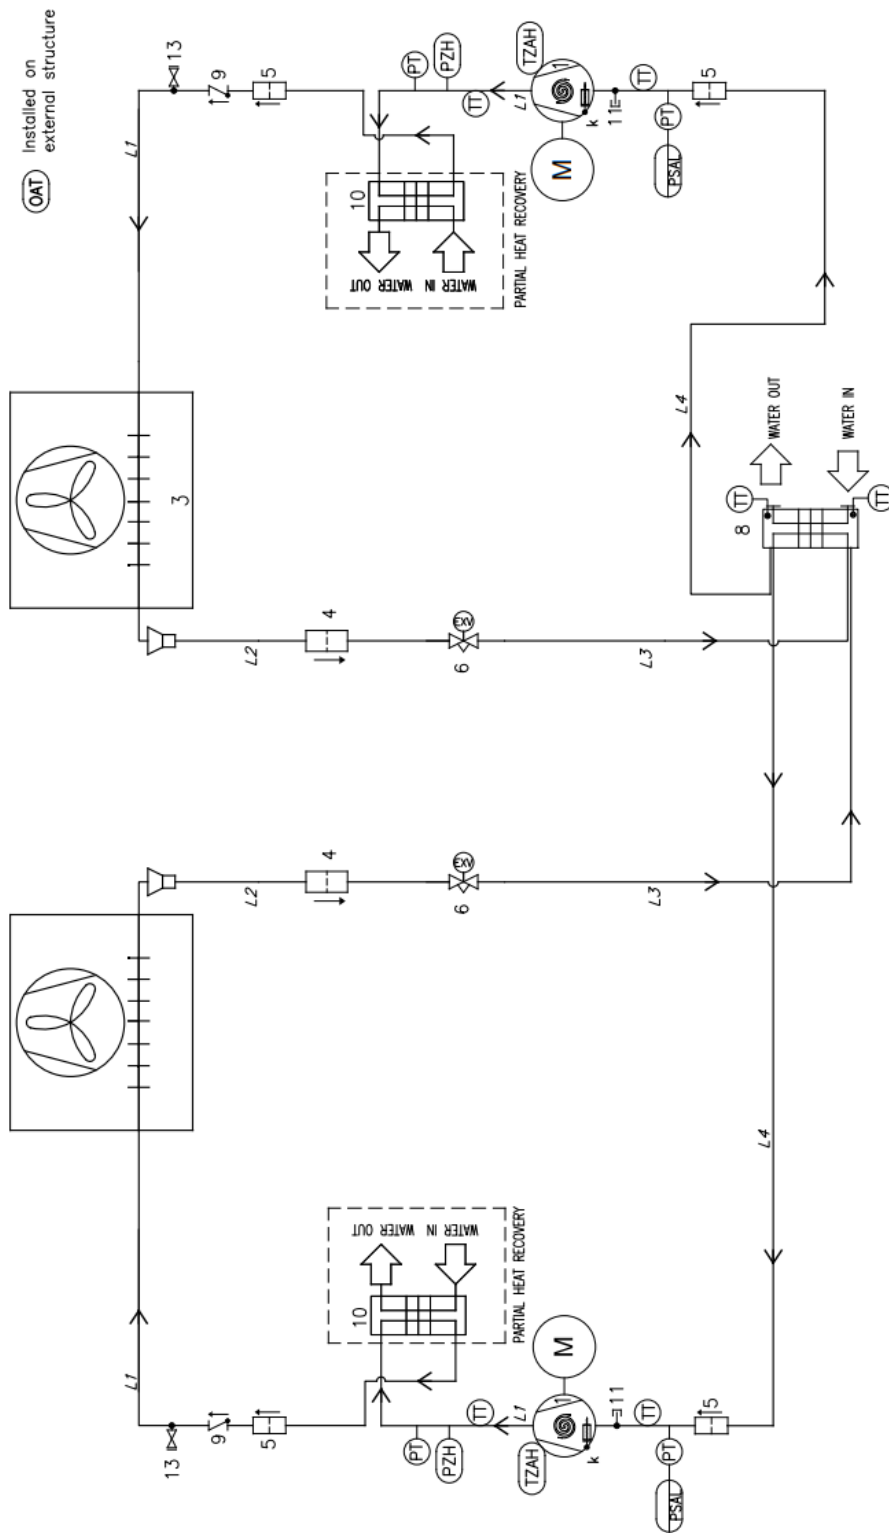 OAT
Installed on
external structure
13
9
5
L1
PT
PZH
TT
TZAH
L1
1
k
M
11
TT
PT
PSAL
5
10
WATER OUT
WATER IN
PARTIAL HEAT RECOVERY
3
L4
WATER OUT
WATER IN
TT
TT
8
L2
4
EXV
6
L3
L2
4
EXV
6
L3
L4
10
WATER OUT
WATER IN
PARTIAL HEAT RECOVERY
L1
13
9
5
PT
PZH
TT
L1
TZAH
1
k
M
11
TT
PT
PSAL
5